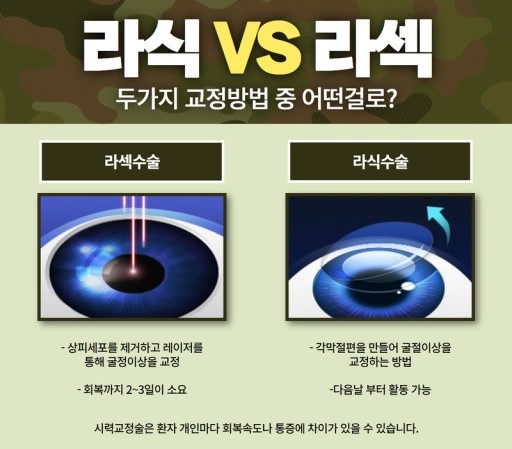 라식 VS 라섹
두가지 교정방법 중 어떤걸로?
라섹수술
- 상피세포를 제거하고 레이저를
통해 굴정이상을 교정
- 회복까지 2~3일이 소요
라식수술
- 각막절편을 만들어 굴절이상을
교정하는 방법
-다음날 부터 활동 가능
시력교정술은 환자 개인마다 회복속도나 통증에 차이가 있을 수 있습니다.